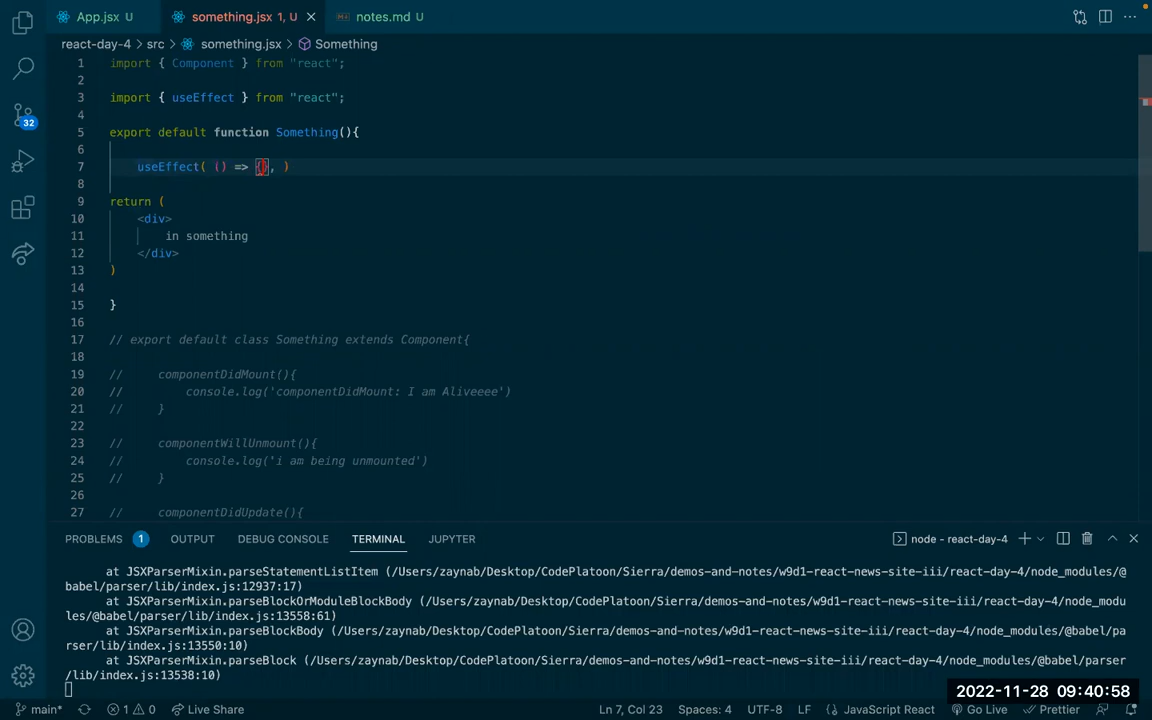 App.jsx U
something.jsx 1, U
notes.md U
react-day-4 > src > something.jsx > Something
1 import { Component } from "react";
2
3 import { useEffect } from "react";
4
5 export default function Something(){
6
7 useEffect( () => {}, )
8
9 return (
10 <div>
11 in something
12 </div>
13 )
14
15 }
16
17 // export default class Something extends Component{
18
19 // componentDidMount(){
20 // console.log('componentDidMount: I am Aliveeee')
21 // }
22
23 // componentWillUnmount(){
24 // console.log('i am being unmounted')
25 // }
26
27 // componentDidUpdate(){
32
PROBLEMS 1 OUTPUT DEBUG CONSOLE TERMINAL JUPYTER node - react-day-4
at JSXParserMixin.parseStatementListItem (/Users/zaynab/Desktop/CodePlatoon/Sierra/demos-and-notes/w9d1-react-news-site-iii/react-day-4/node_modules/@
babel/parser/lib/index.js:12937:17)
at JSXParserMixin.parseBlockOrModuleBlockBody (/Users/zaynab/Desktop/CodePlatoon/Sierra/demos-and-notes/w9d1-react-news-site-iii/react-day-4/node_modu
les/@babel/parser/lib/index.js:13558:61)
at JSXParserMixin.parseBlockBody (/Users/zaynab/Desktop/CodePlatoon/Sierra/demos-and-notes/w9d1-react-news-site-iii/react-day-4/node_modules/@babel/pa
rser/lib/index.js:13550:10)
at JSXParserMixin.parseBlock (/Users/zaynab/Desktop/CodePlatoon/Sierra/demos-and-notes/w9d1-react-news-site-iii/react-day-4/node_modules/@babel/parser
/lib/index.js:13538:10)
2022-11-28 09:40:58
main* 1 0 Live Share Ln 7, Col 23 Spaces: 4 UTF-8 LF JavaScript React Go Live Prettier